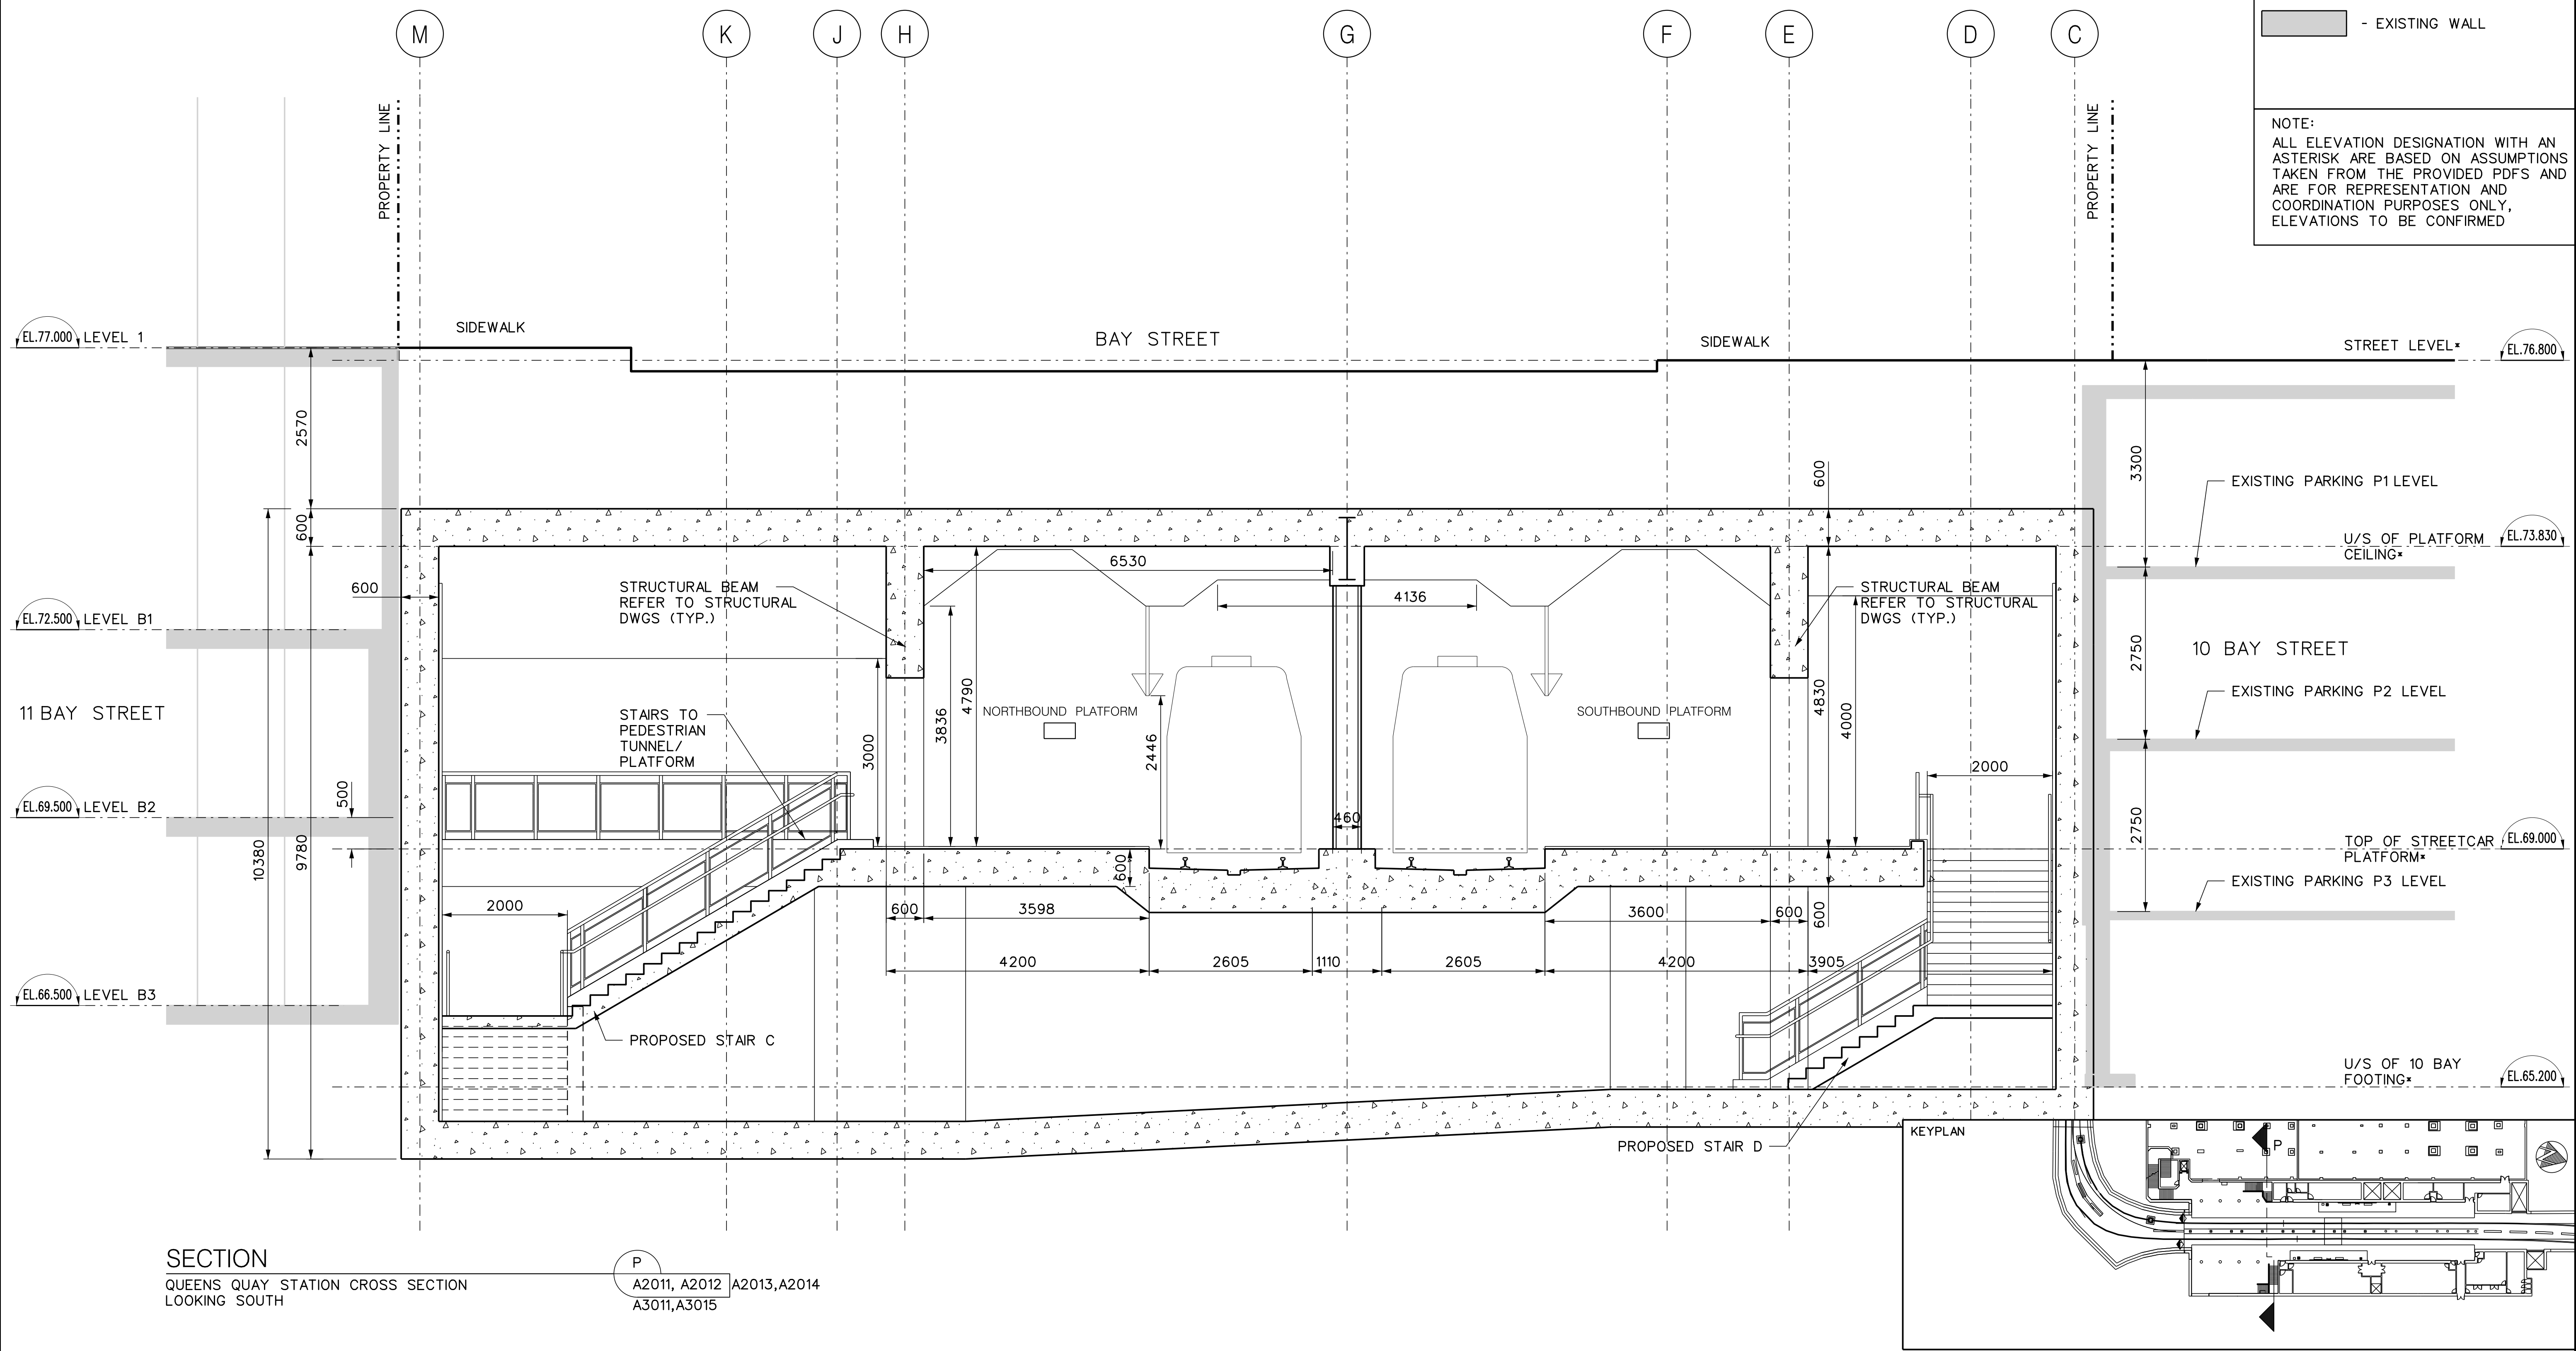 M K J H G F E D C
- EXISTING WALL
NOTE:
ALL ELEVATION DESIGNATION WITH AN
ASTERISK ARE BASED ON ASSUMPTIONS
TAKEN FROM THE PROVIDED PDFS AND
ARE FOR REPRESENTATION AND
COORDINATION PURPOSES ONLY,
ELEVATIONS TO BE CONFIRMED
PROPERTY LINE
PROPERTY LINE
EL.77.000 LEVEL 1
SIDEWALK
BAY STREET
SIDEWALK
STREET LEVEL*
EL.76.800
2570
600
600
3300
EXISTING PARKING P1 LEVEL
U/S OF PLATFORM
CEILING*
EL.73.830
6530
4136
600
STRUCTURAL BEAM
REFER TO STRUCTURAL
DWGS (TYP.)
STRUCTURAL BEAM
REFER TO STRUCTURAL
DWGS (TYP.)
EL.72.500 LEVEL B1
2750
10 BAY STREET
EXISTING PARKING P2 LEVEL
11 BAY STREET
STAIRS TO
PEDESTRIAN
TUNNEL/
PLATFORM
3000
3836
4790
NORTHBOUND PLATFORM
2446
SOUTHBOUND PLATFORM
4830
4000
2000
460
500
EL.69.500 LEVEL B2
10380
9780
2750
TOP OF STREETCAR
PLATFORM*
EL.69.000
EXISTING PARKING P3 LEVEL
600
2000
600
3598
3600
600
600
4200
2605
1110
2605
4200
3905
EL.66.500 LEVEL B3
PROPOSED STAIR C
U/S OF 10 BAY
FOOTING*
EL.65.200
PROPOSED STAIR D
KEYPLAN
P
SECTION
QUEENS QUAY STATION CROSS SECTION
LOOKING SOUTH
P
A2011, A2012 A2013,A2014
A3011,A3015